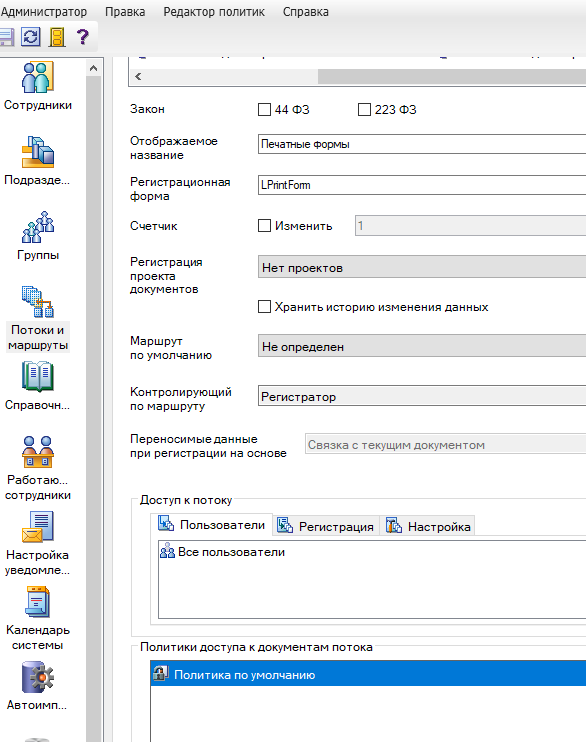 Администратор Правка Редактор политик Справка
Сотрудники
Подразде...
Группы
Потоки и
маршруты
Справочн...
Работаю...
сотрудники
Настройка
уведомле...
Календарь
системы
Автоимп...
Закон 44 ФЗ 223 ФЗ
Отображаемое
название
Печатные формы
Регистрационная
форма
LPrintForm
Счетчик Изменить 1
Регистрация
проекта
документов
Нет проектов
Хранить историю изменения данных
Маршрут
по умолчанию
Не определен
Контролирующий
по маршруту
Регистратор
Переносимые данные
при регистрации на основе
Связка с текущим документом
Доступ к потоку
Пользователи Регистрация Настройка
Все пользователи
Политики доступа к документам потока
Политика по умолчанию